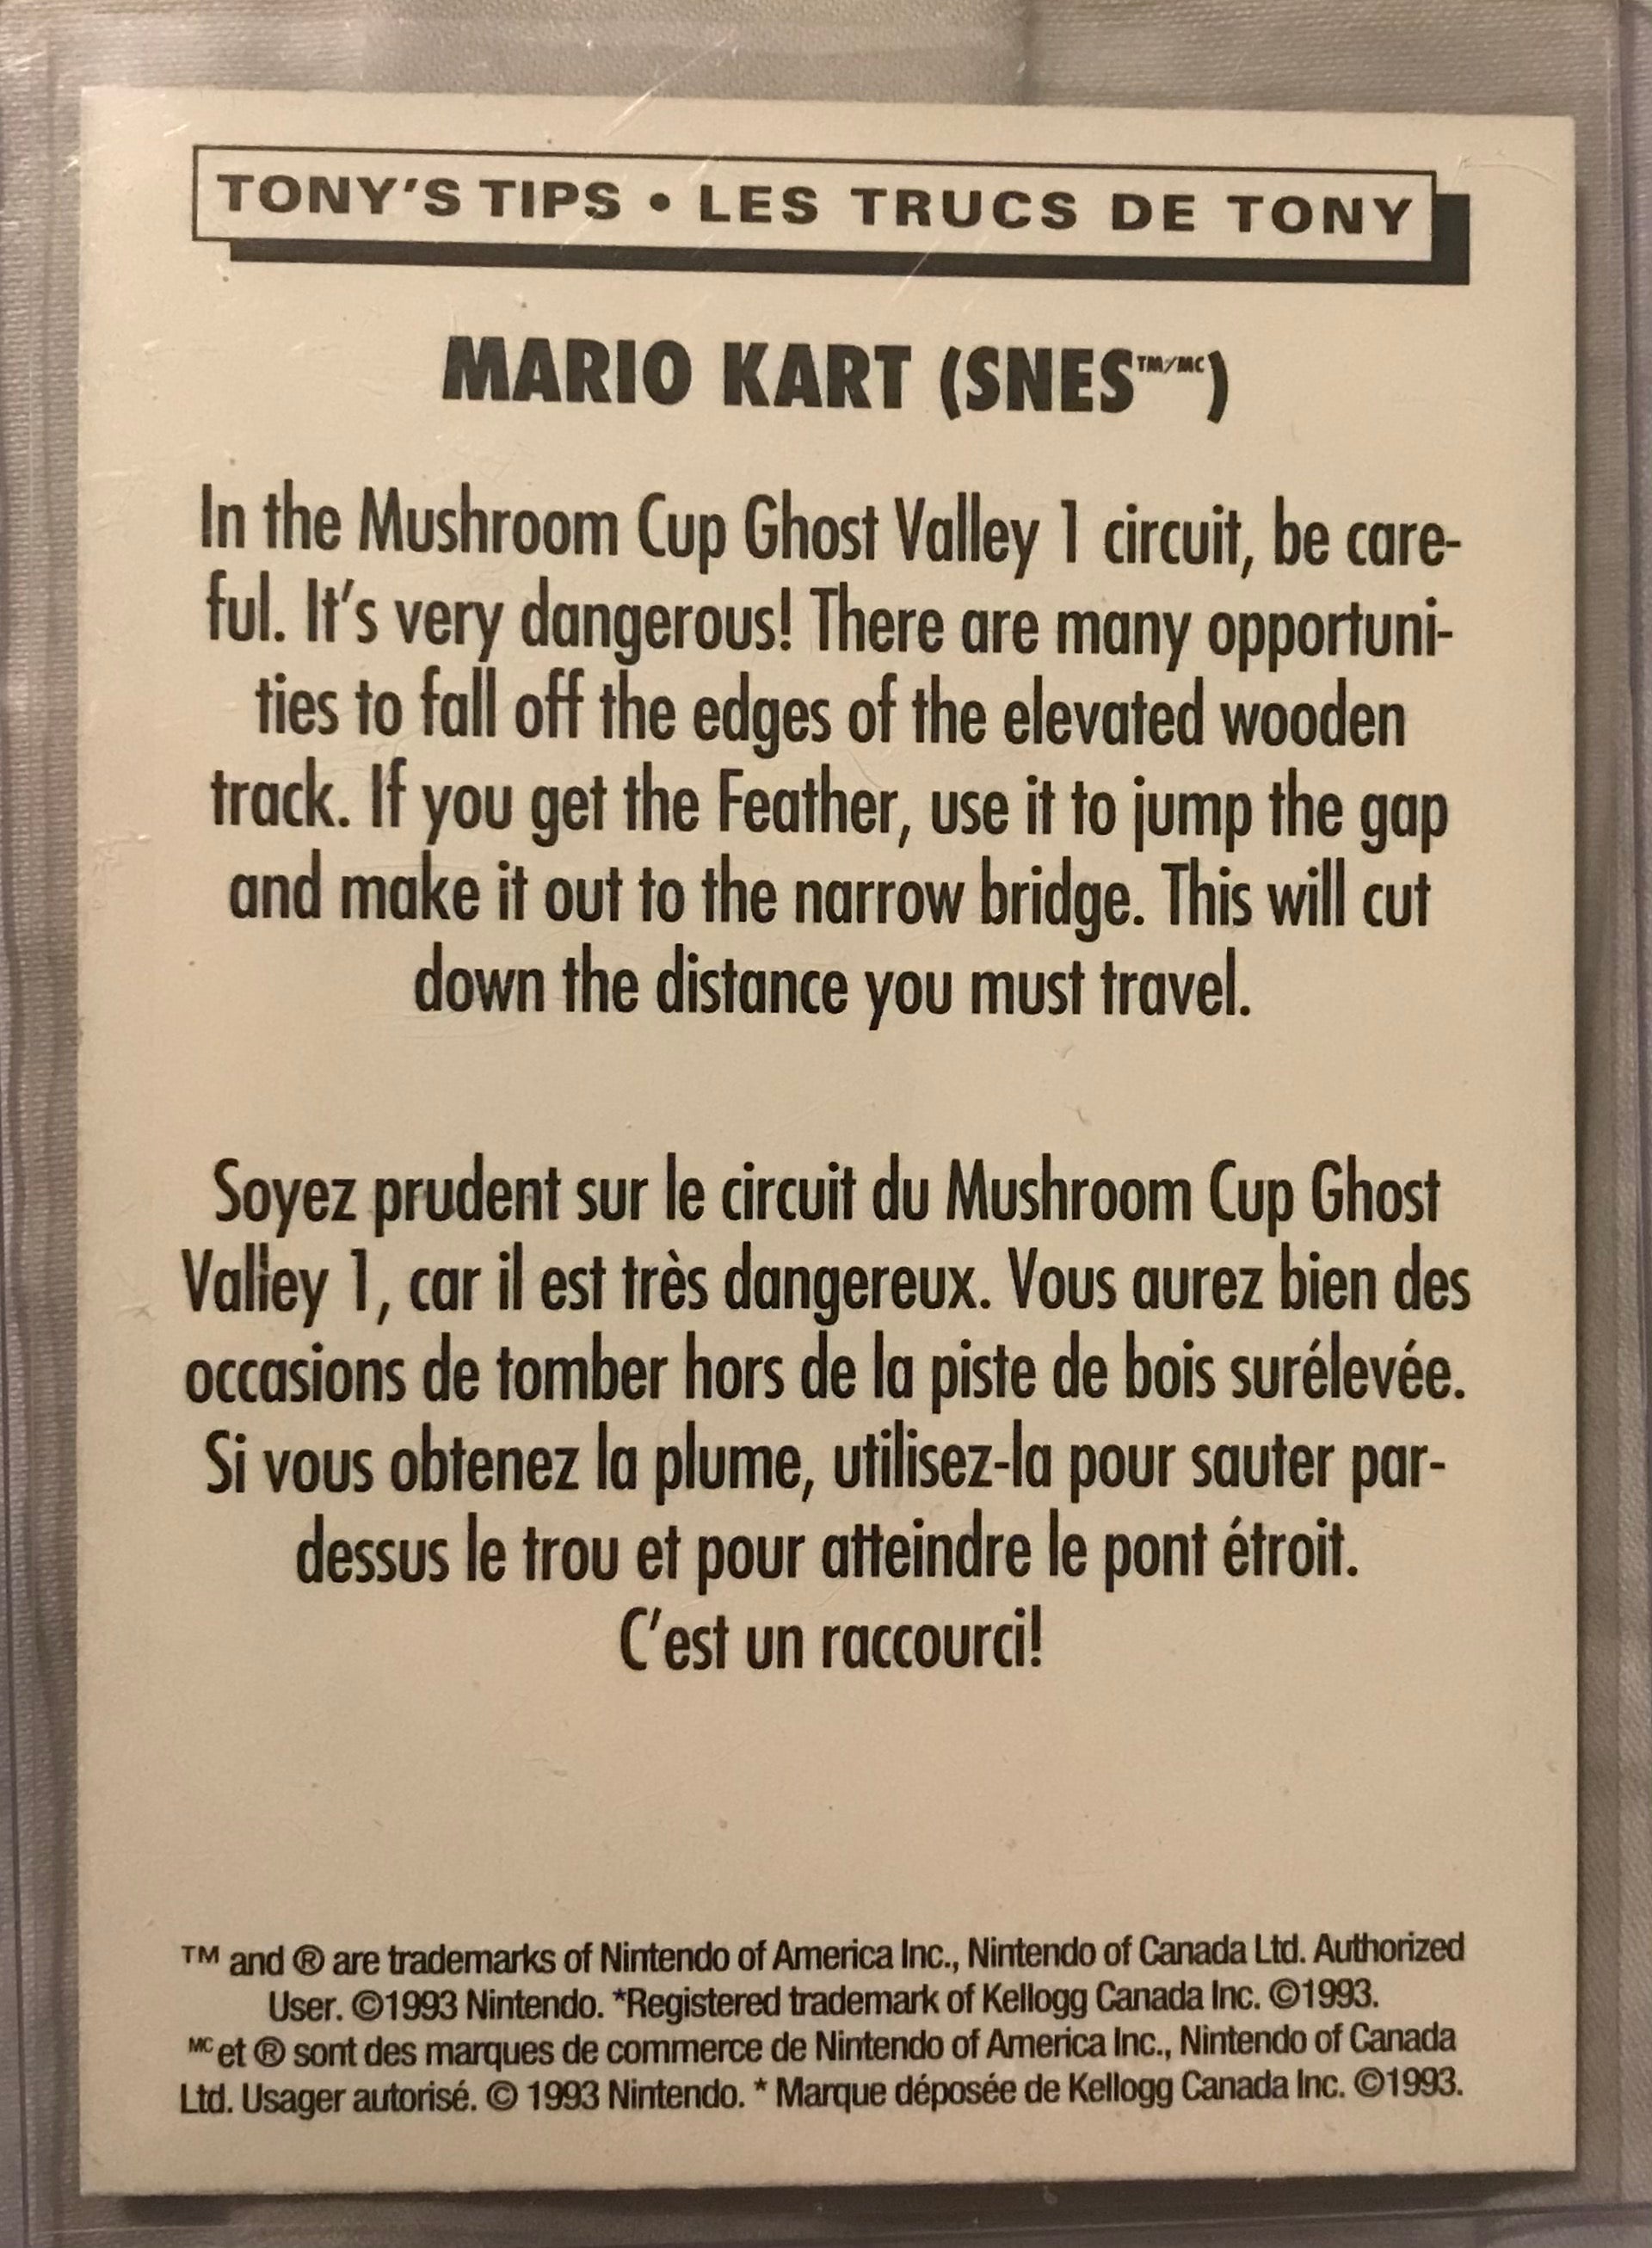 TONY'S TIPS • LES TRUCS DE TONY
MARIO KART (SNES™/MC)
In the Mushroom Cup Ghost Valley 1 circuit, be care-
ful. It's very dangerous! There are many opportuni-
ties to fall off the edges of the elevated wooden
track. If you get the Feather, use it to jump the gap
and make it out to the narrow bridge. This will cut
down the distance you must travel.
Soyez prudent sur le circuit du Mushroom Cup Ghost
Valley 1, car il est très dangereux. Vous aurez bien des
occasions de tomber hors de la piste de bois surélevée.
Si vous obtenez la plume, utilisez-la pour sauter par-
dessus le trou et pour atteindre le pont étroit.
C'est un raccourci!
™ and ® are trademarks of Nintendo of America Inc., Nintendo of Canada Ltd. Authorized
User. ©1993 Nintendo. *Registered trademark of Kellogg Canada Inc. ©1993.
MC et ® sont des marques de commerce de Nintendo of America Inc., Nintendo of Canada
Ltd. Usager autorisé. © 1993 Nintendo. * Marque déposée de Kellogg Canada Inc. ©1993.